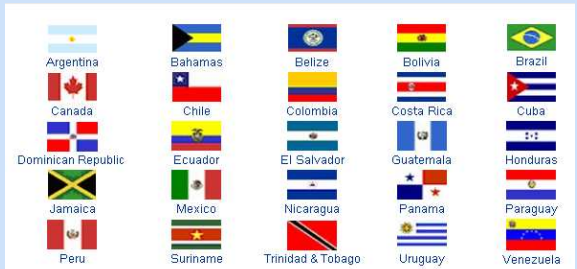 Argentina Bahamas Belize Bolivia Brazil
Canada Chile Colombia Costa Rica Cuba
Dominican Republic Ecuador El Salvador Guatemala Honduras
Jamaica Mexico Nicaragua Panama Paraguay
Peru Suriname Trinidad & Tobago Uruguay Venezuela